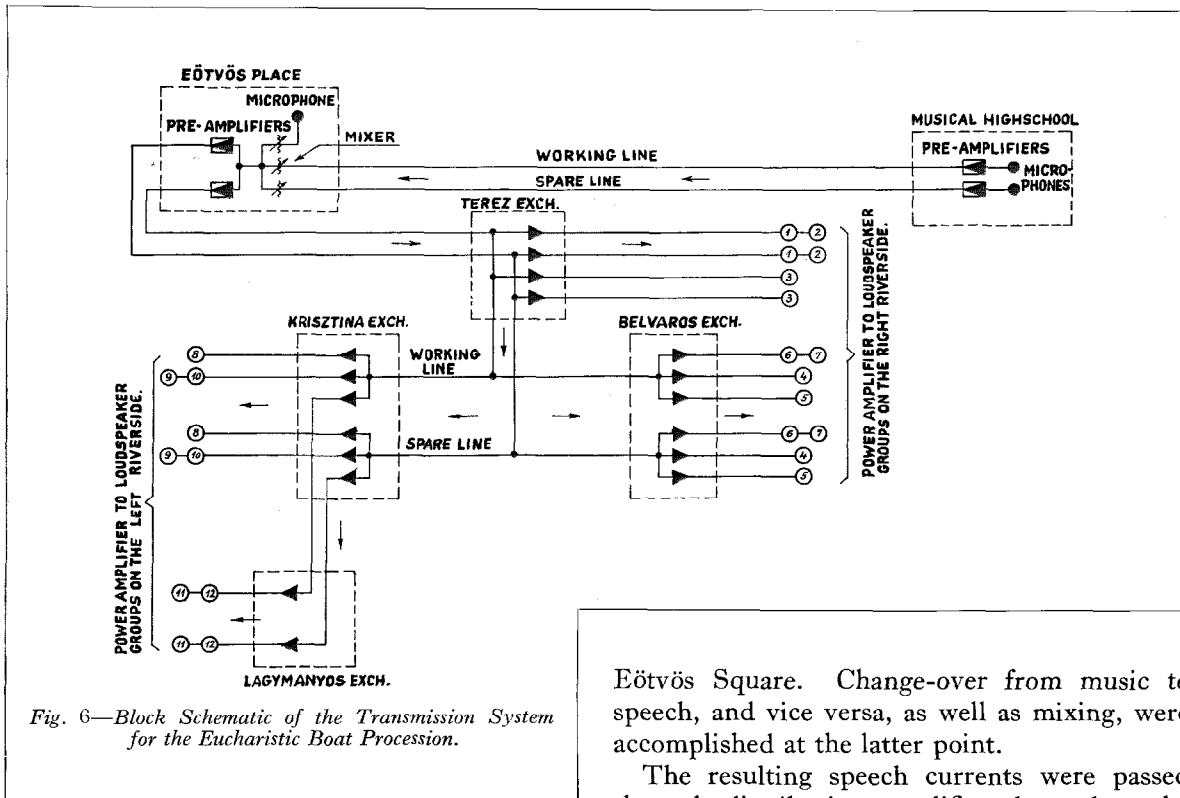 EÖTVÖS PLACE
MICROPHONE
PRE-AMPLIFIERS
MIXER
MUSICAL HIGHSCHOOL
PRE-AMPLIFIERS
MICRO-
PHONES
WORKING LINE
SPARE LINE
TEREZ EXCH.
1 2
1 2
3
3
POWER AMPLIFIER TO LOUDSPEAKER
GROUPS ON THE RIGHT RIVERSIDE.
KRISZTINA EXCH.
BELVAROS EXCH.
WORKING
LINE
SPARE LINE
8
9 10
8
9 10
6 7
4
5
6 7
4
5
POWER AMPLIFIER TO LOUDSPEAKER
GROUPS ON THE LEFT RIVERSIDE.
11 12
11 12
LAGYMANYOS EXCH.
Fig. 6—Block Schematic of the Transmission System
for the Eucharistic Boat Procession.
Eötvös Square. Change-over from music to
speech, and vice versa, as well as mixing, were
accomplished at the latter point.
The resulting speech currents were passed